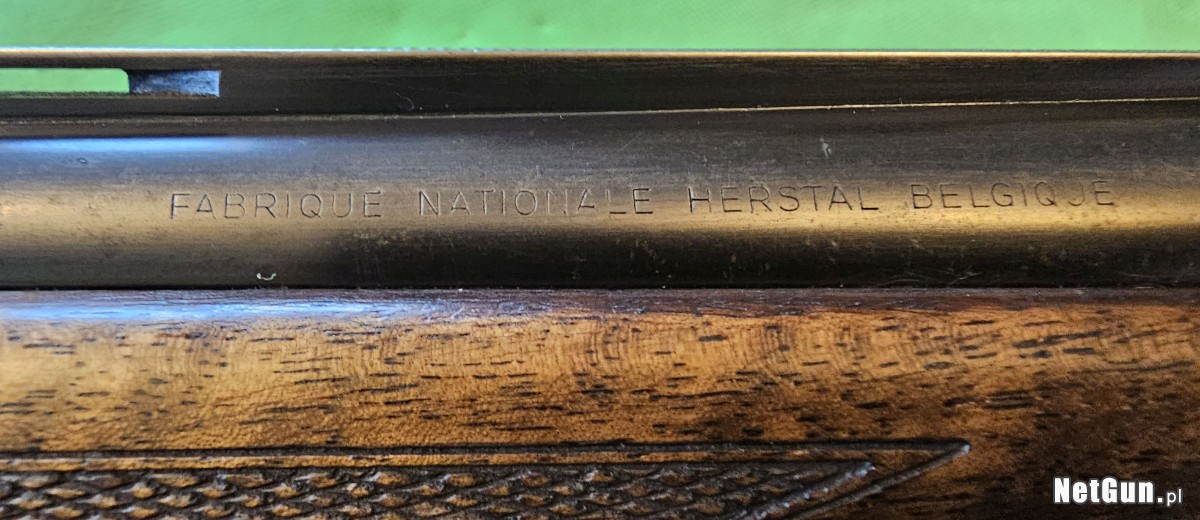 FABRIQUE NATIONALE HERSTAL BELGIQUE
NetGun.pl